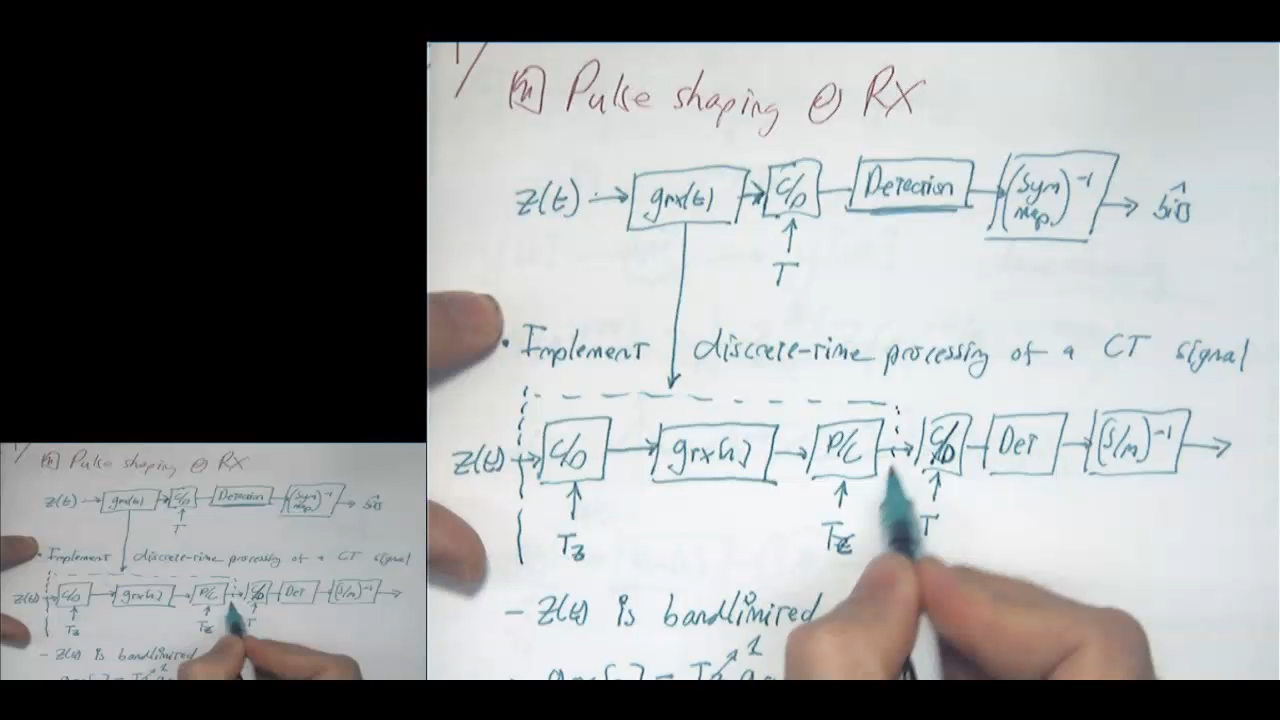 Pulse shaping @ RX
z(t) → grx(t) → C/D → Detection → (Sym map)⁻¹ → bits
T
• Implement discrete-time processing of a CT signal
z(t) → C/D → grx[n] → D/C → C/D → Det → (S/m)⁻¹ →
Tz Tz T
- z(t) is bandlimited